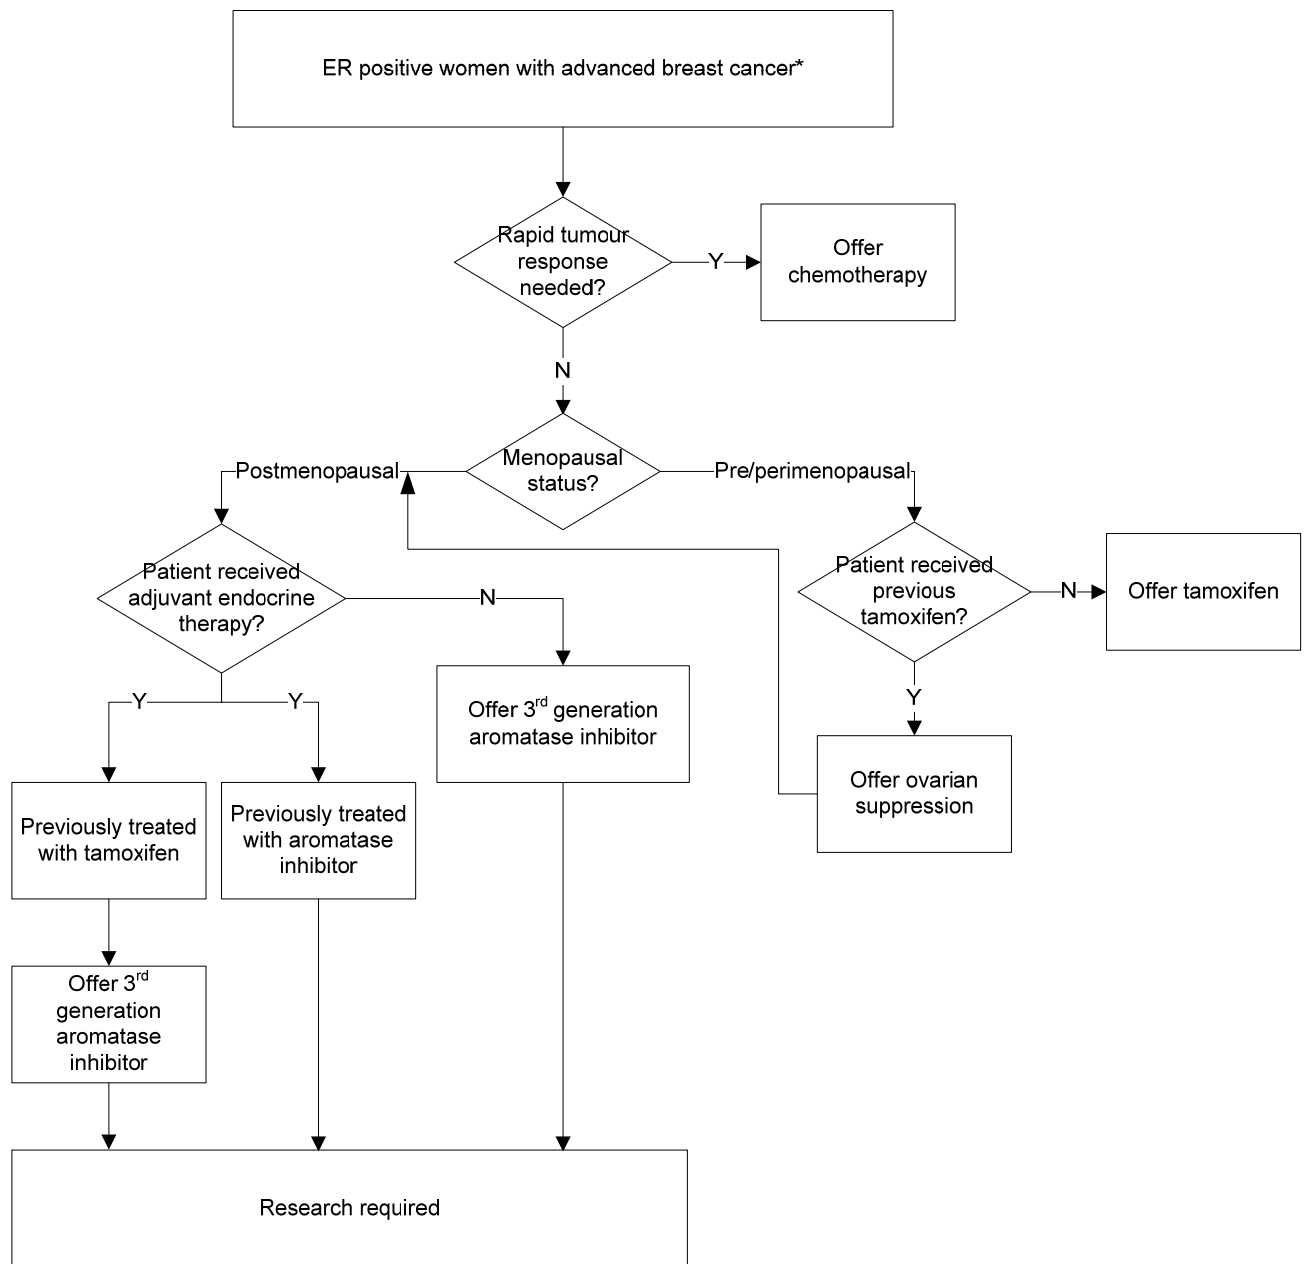 ER positive women with advanced breast cancer*
Rapid tumour
response
needed?
Y
Offer
chemotherapy
N
Postmenopausal
Menopausal
status?
Pre/perimenopausal
Patient received
adjuvant endocrine
therapy?
N
Patient received
previous
tamoxifen?
N
Offer tamoxifen
Y
Y
Offer 3rd generation
aromatase inhibitor
Y
Offer ovarian
suppression
Previously treated
with tamoxifen
Previously treated
with aromatase
inhibitor
Offer 3rd
generation
aromatase
inhibitor
Research required